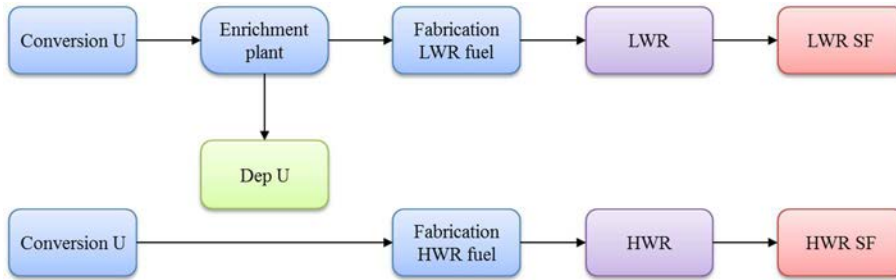 Conversion U
Enrichment
plant
Fabrication
LWR fuel
LWR
LWR SF
Dep U
Conversion U
Fabrication
HWR fuel
HWR
HWR SF